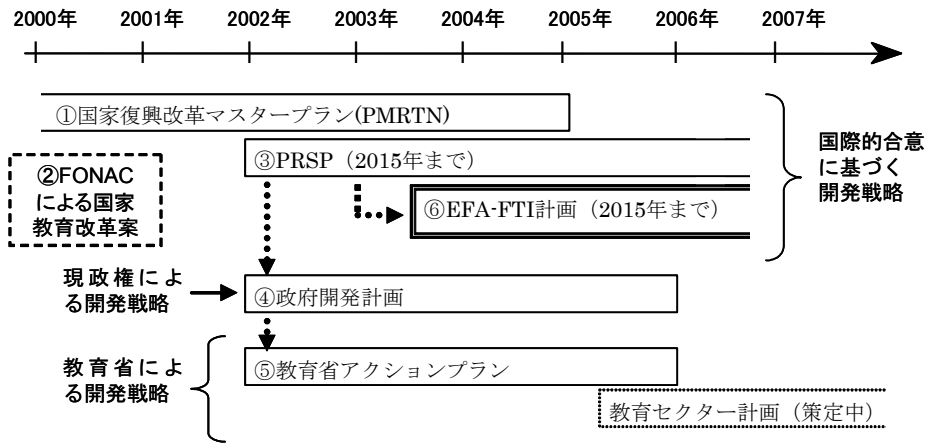 2000年 2001年 2002年 2003年 2004年 2005年 2006年 2007年
①国家復興改革マスタープラン(PMRTN)
③PRSP（2015年まで）
②FONAC
による国家
教育改革案
⑥EFA-FTI計画（2015年まで）
国際的合意
に基づく
開発戦略
現政権によ
る開発戦略
④政府開発計画
教育省によ
る開発戦略
⑤教育省アクションプラン
教育セクター計画（策定中）